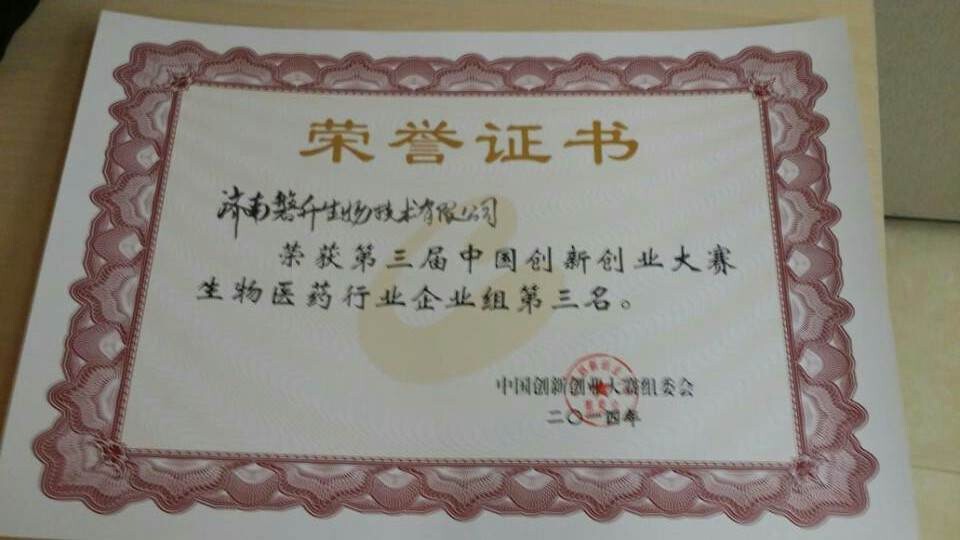 荣誉证书
济南磐升生物技术有限公司
荣获第三届中国创新创业大赛
生物医药行业企业组第三名。
中国创新创业大赛组委会
二〇一四年